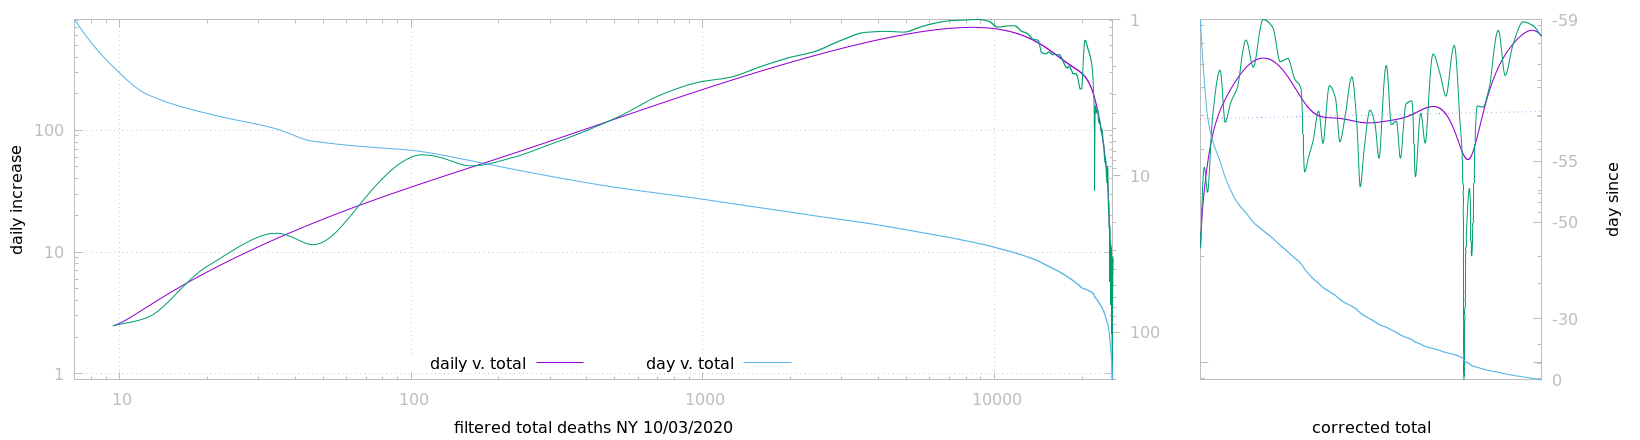 daily increase
100
10
1
daily v. total
day v. total
10
100
1000
10000
filtered total deaths NY 10/03/2020
1
10
100
-59
-55
-50
-30
0
day since
corrected total